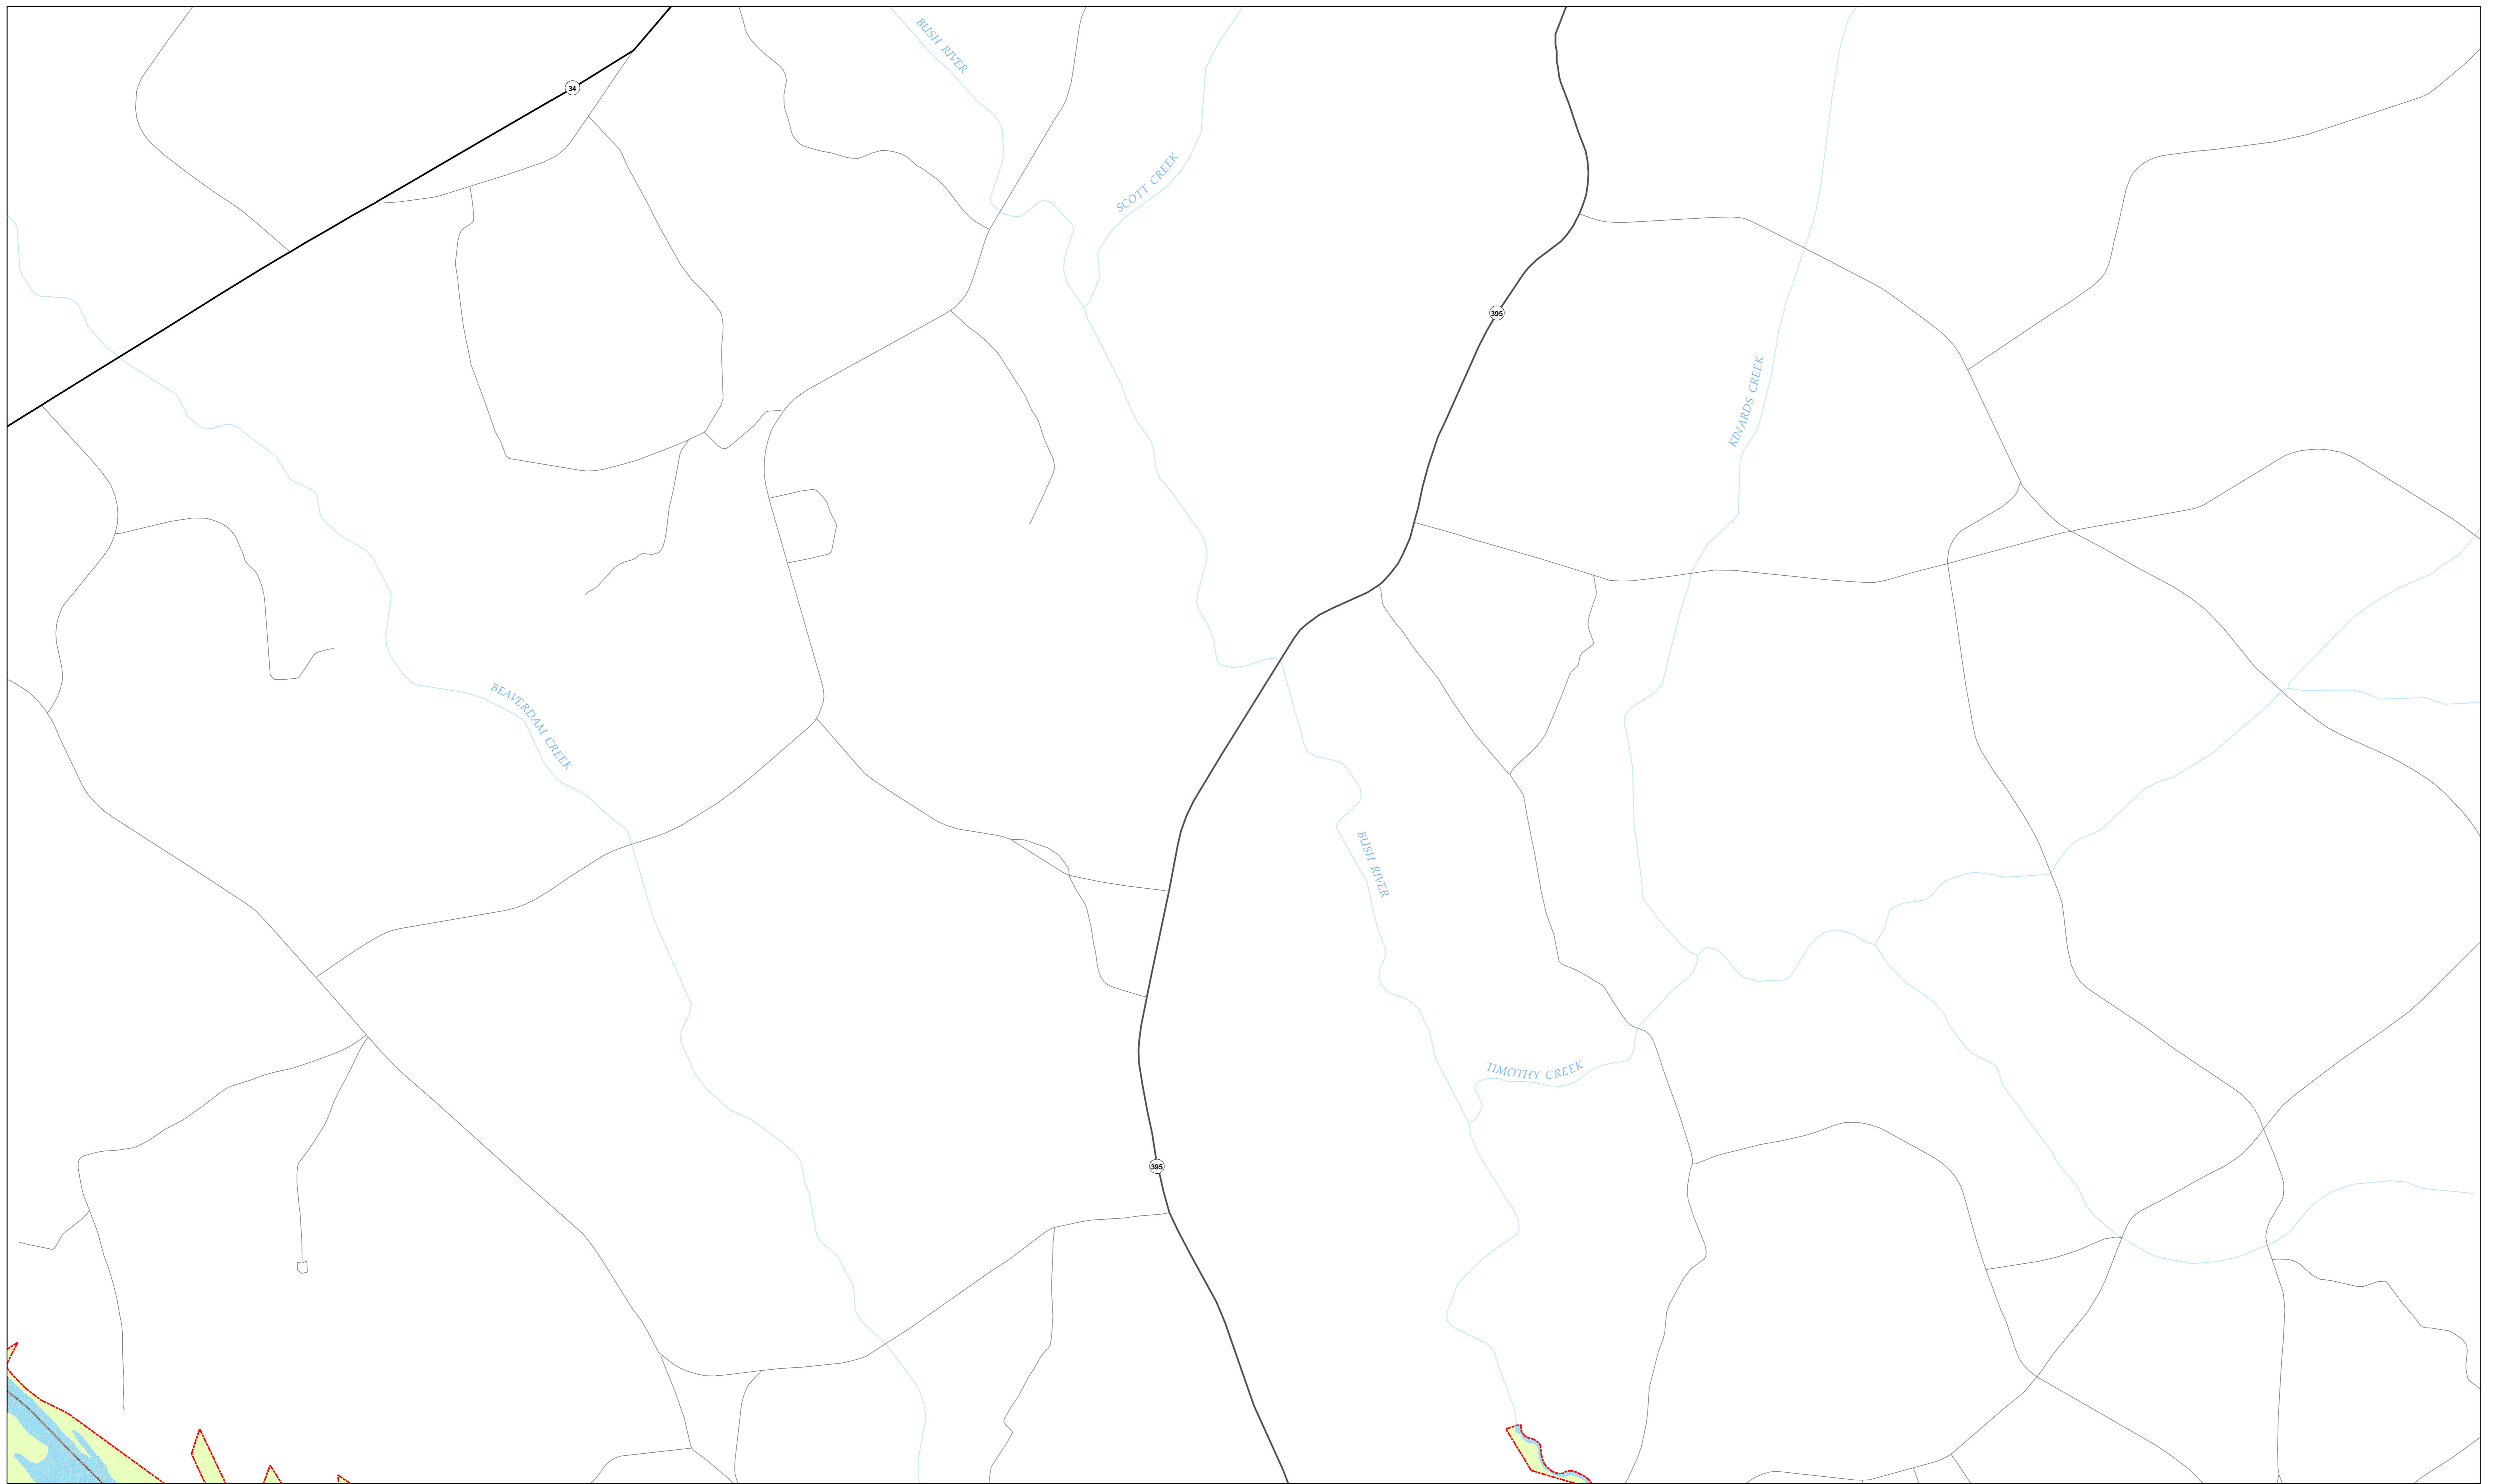 BUSH RIVER
34
SCOTT CREEK
395
KINARDS CREEK
BEAVERDAM CREEK
BUSH RIVER
TIMOTHY CREEK
395